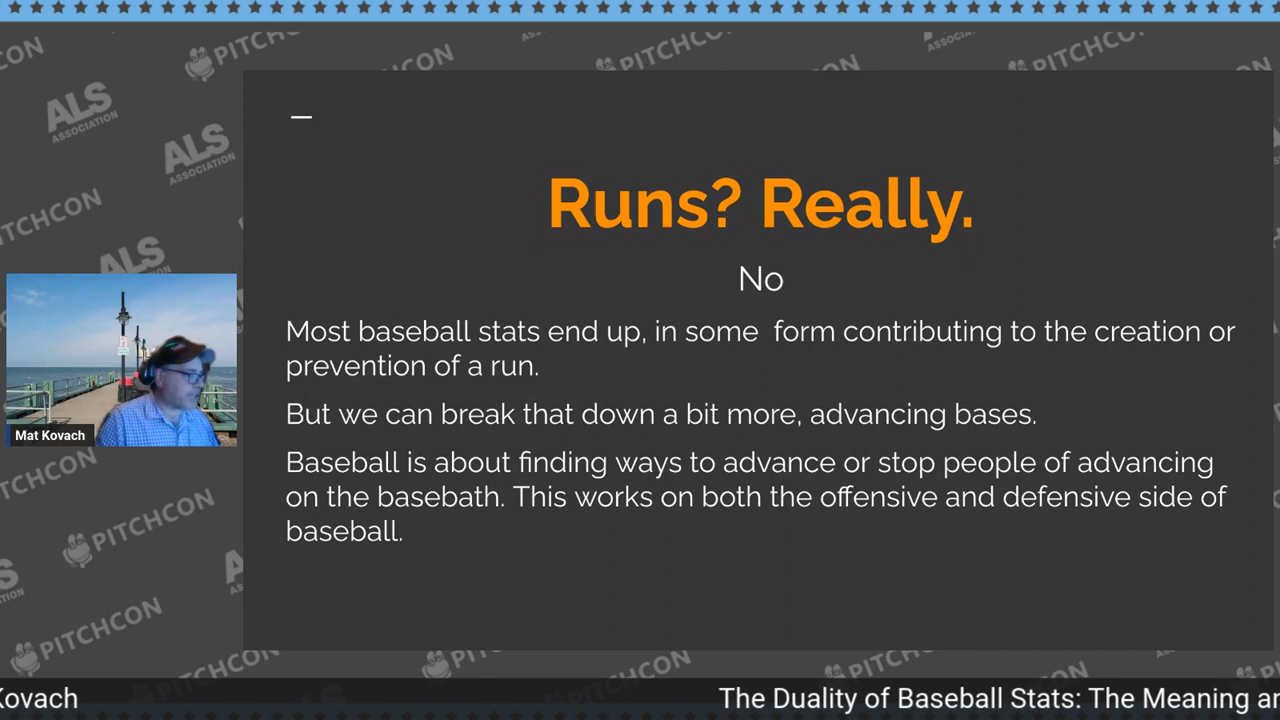 PITCHCON
ALS
ASSOCIATION
Runs? Really.
No
Most baseball stats end up, in some  form contributing to the creation or
prevention of a run.
But we can break that down a bit more, advancing bases.
Baseball is about finding ways to advance or stop people of advancing
on the basebath. This works on both the offensive and defensive side of
baseball.
Mat Kovach
PITCHCON
PITCHCON
PITCHCON
Kovach
The Duality of Baseball Stats: The Meaning